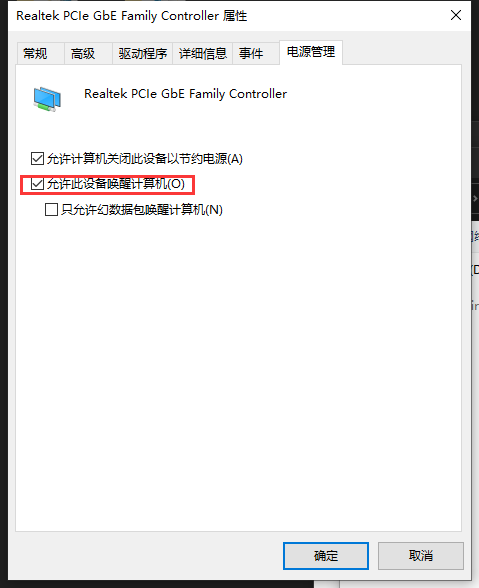 Realtek PCIe GbE Family Controller 属性
常规 高级 驱动程序 详细信息 事件 电源管理
Realtek PCIe GbE Family Controller
允许计算机关闭此设备以节约电源(A)
允许此设备唤醒计算机(O)
只允许幻数据包唤醒计算机(N)
确定 取消